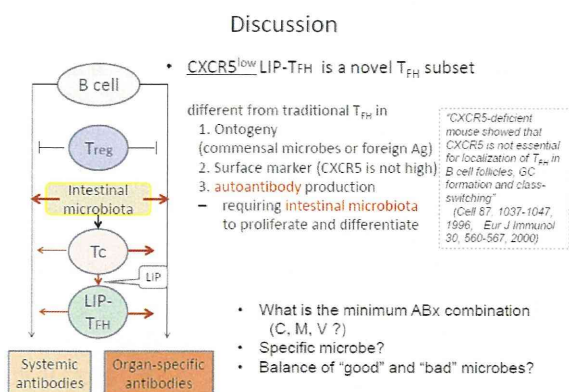 Discussion
• CXCR5low LIP-TFH is a novel TFH subset
B cell
Treg
Intestinal
microbiota
Tc
LIP
LIP-
TFH
Systemic
antibodies
Organ-specific
antibodies
different from traditional TFH in
1. Ontogeny
(commensal microbes or foreign Ag)
2. Surface marker (CXCR5 is not high)
3. autoantibody production
– requiring intestinal microbiota
to proliferate and differentiate
"CXCR5-deficient
mouse showed that
CXCR5 is not essential
for localization of TFH in
B cell follicles, GC
formation and class-
switching"
(Cell 87, 1037-1047,
1996, Eur J Immunol
30, 560-567, 2000)
• What is the minimum ABx combination
(C, M, V ?)
• Specific microbe?
• Balance of "good" and "bad" microbes?